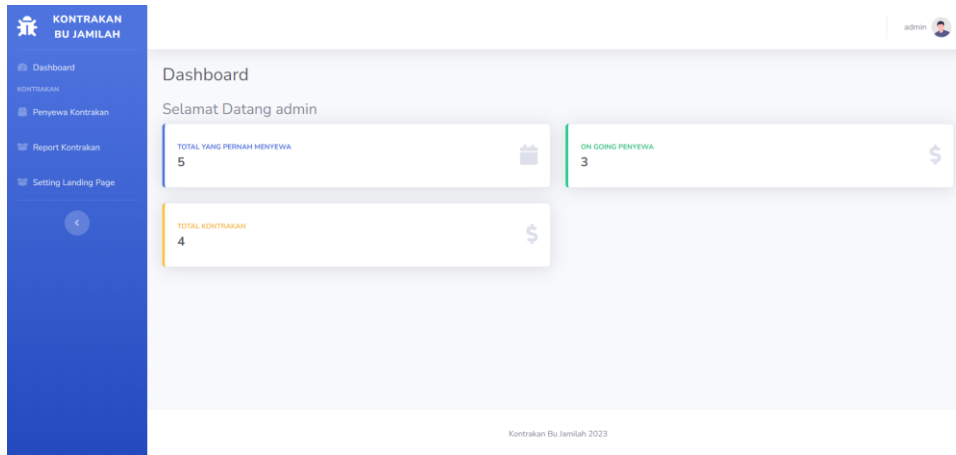 KONTRAKAN
BU JAMILAH
admin
Dashboard
KONTRAKAN
Penyewa Kontrakan
Report Kontrakan
Setting Landing Page
Dashboard
Selamat Datang admin
TOTAL YANG PERNAH MENYEWA
5
ON GOING PENYEWA
3
TOTAL KONTRAKAN
4
Kontrakan Bu Jamilah 2023